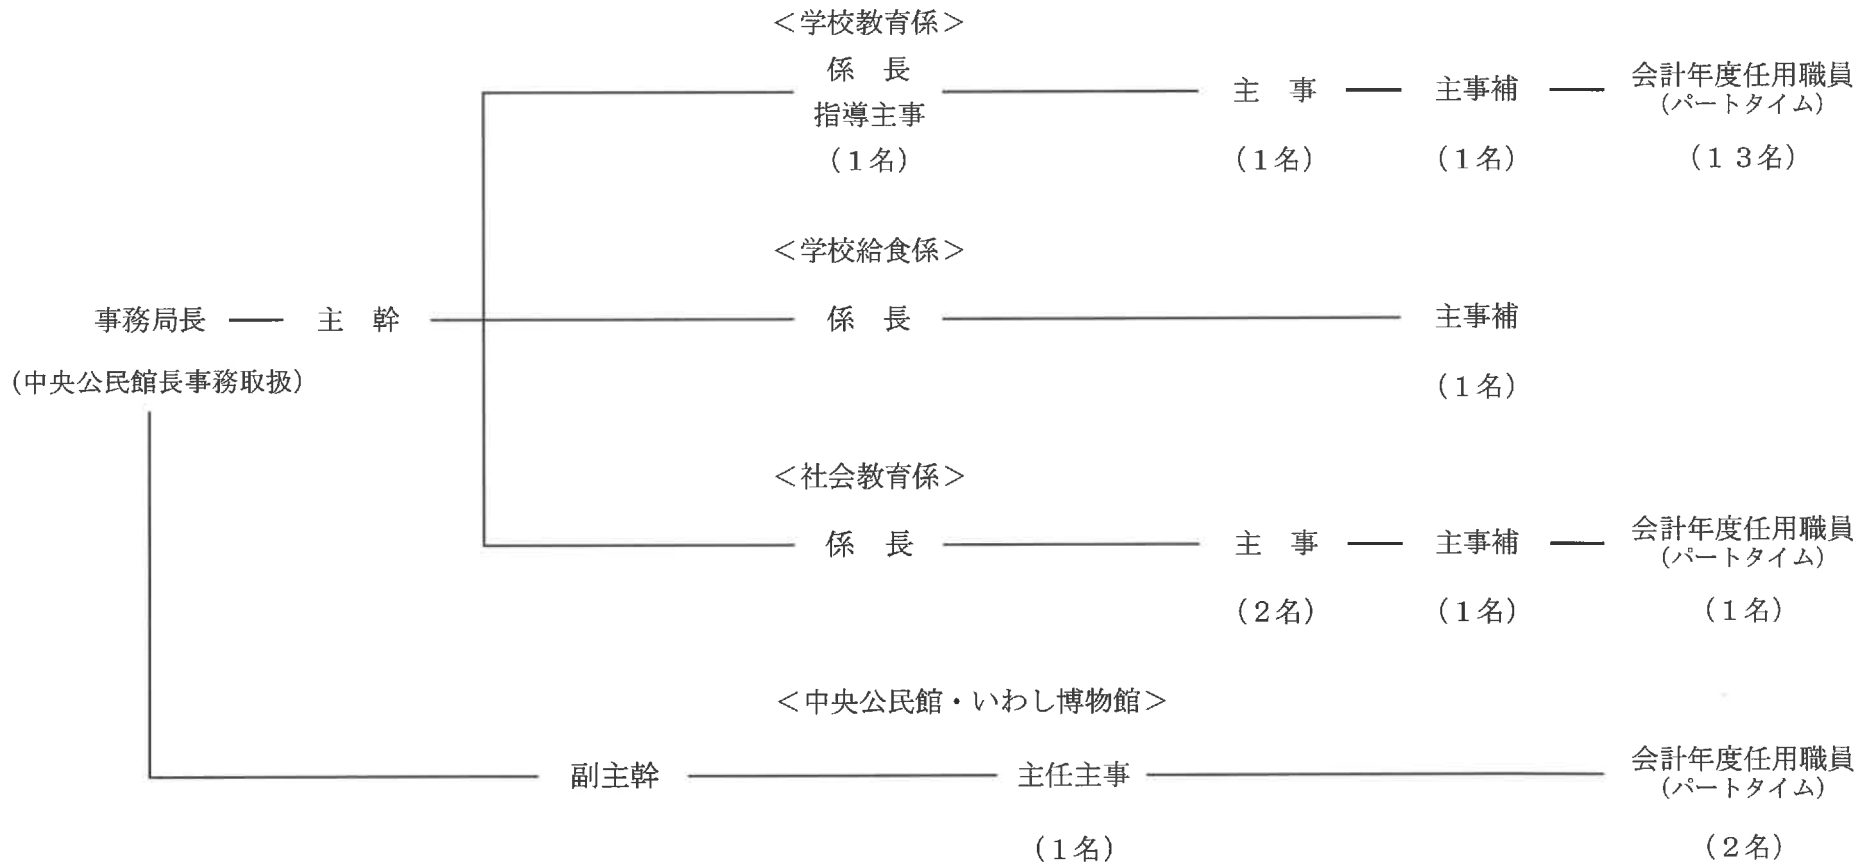 ＜学校教育係＞
係　長
指導主事
（１名）
主　事
（１名）
主事補
（１名）
会計年度任用職員
（パートタイム）
（１３名）
＜学校給食係＞
事務局長
（中央公民館長事務取扱）
主　幹
係　長
主事補
（１名）
＜社会教育係＞
係　長
主　事
（２名）
主事補
（１名）
会計年度任用職員
（パートタイム）
（１名）
＜中央公民館・いわし博物館＞
副主幹
主任主事
（１名）
会計年度任用職員
（パートタイム）
（２名）